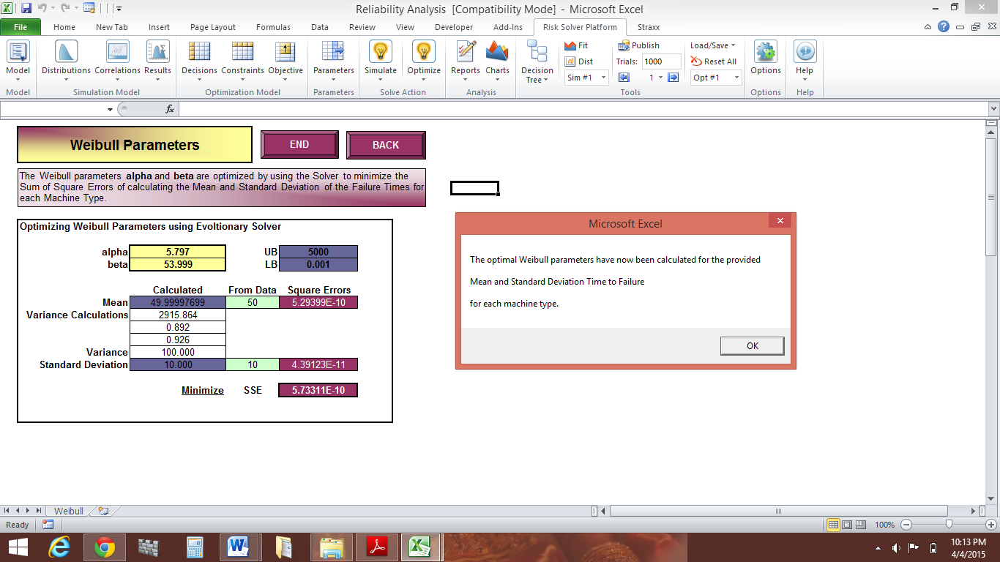 Reliability Analysis [Compatibility Mode] - Microsoft Excel
File Home New Tab Insert Page Layout Formulas Data Review View Developer Add-Ins Risk Solver Platform Straxx
Model Distributions Correlations Results Decisions Constraints Objective Parameters Simulate Optimize Reports Charts Decision Tree Fit Dist Sim #1 Publish Trials: 1000 1 Load/Save Reset All Opt #1 Options Help
Model Simulation Model Optimization Model Parameters Solve Action Analysis Tools Options Help
fx
Weibull Parameters END BACK
The Weibull parameters alpha and beta are optimized by using the Solver to minimize the
Sum of Square Errors of calculating the Mean and Standard Deviation of the Failure Times for
each Machine Type.
Optimizing Weibull Parameters using Evoltionary Solver
alpha 5.797 UB 5000
beta 53.999 LB 0.001
Calculated From Data Square Errors
Mean 49.99997699 50 5.29399E-10
Variance Calculations 2915.864
0.892
0.926
Variance 100.000
Standard Deviation 10.000 10 4.39123E-11
Minimize SSE 5.73311E-10
Microsoft Excel
The optimal Weibull parameters have now been calculated for the provided
Mean and Standard Deviation Time to Failure
for each machine type.
OK
Weibull
Ready 100%
10:13 PM
4/4/2015